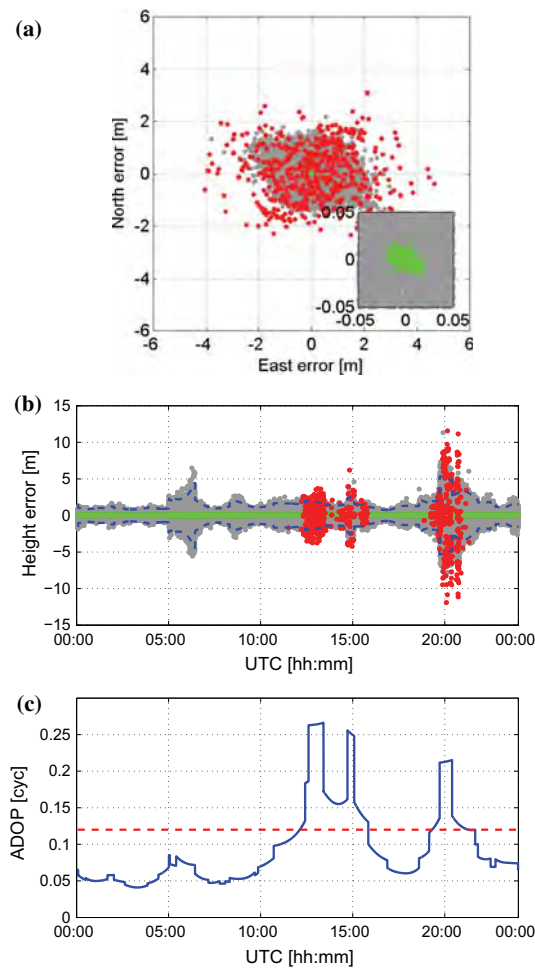 (a)
6
4
2
0
-2
-4
-6
North error [m]
0.05
0
-0.05
-0.05 0 0.05
-6 -4 -2 0 2 4 6
East error [m]
(b)
15
10
5
0
−5
−10
−15
Height error [m]
00:00 05:00 10:00 15:00 20:00 00:00
UTC [hh:mm]
(c)
0.25
0.2
0.15
0.1
0.05
0
ADOP [cyc]
00:00 05:00 10:00 15:00 20:00 00:00
UTC [hh:mm]